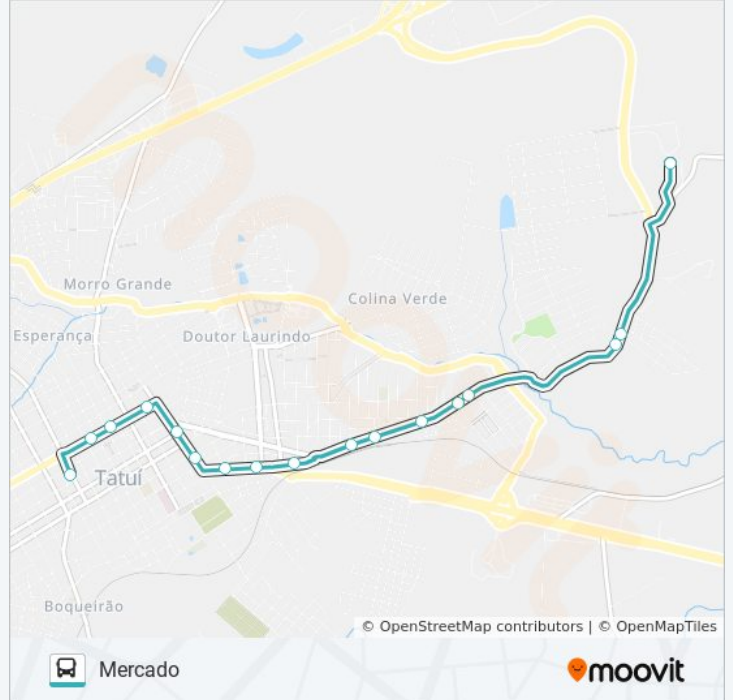 Morro Grande
Colina Verde
Esperança
Doutor Laurindo
Tatuí
Boqueirão
© OpenStreetMap contributors | © OpenMapTiles
Mercado
moovit